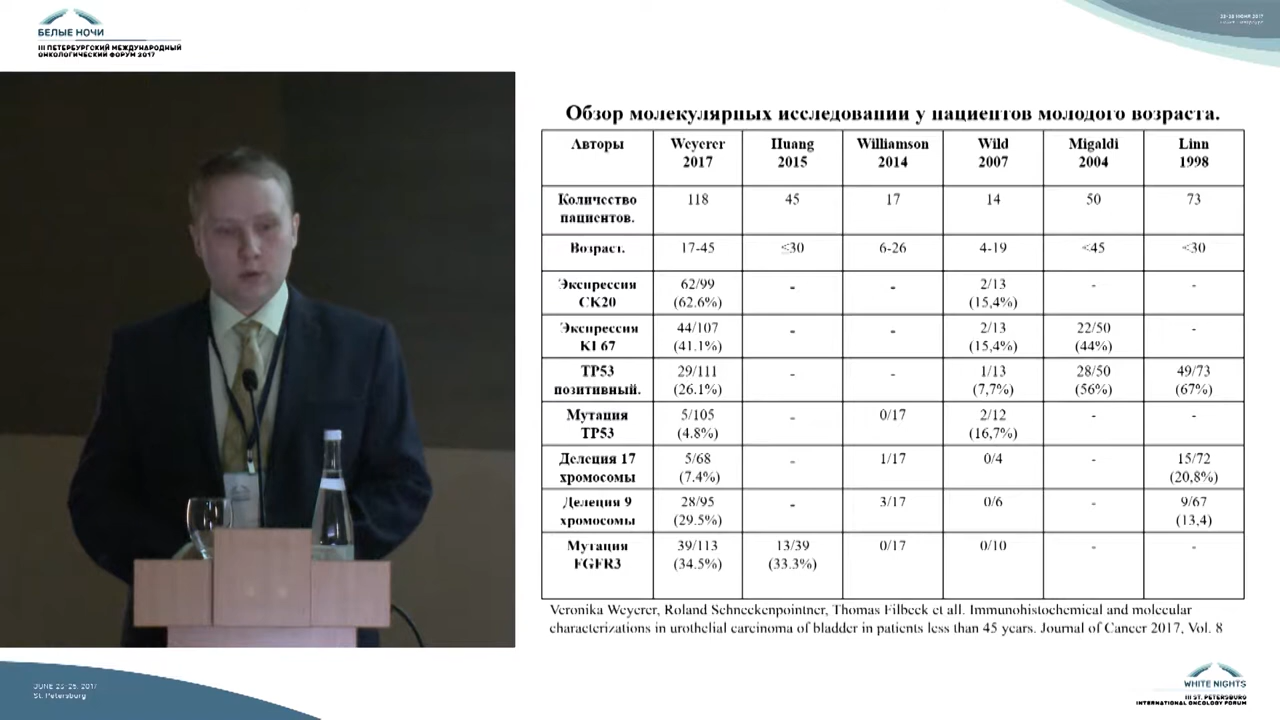 БЕЛЫЕ НОЧИ
III ПЕТЕРБУРГСКИЙ МЕЖДУНАРОДНЫЙ
ОНКОЛОГИЧЕСКИЙ ФОРУМ 2017
23-26 ИЮНЯ 2017
Обзор молекулярных исследований у пациентов молодого возраста.
Авторы Weyerer 2017 Huang 2015 Williamson 2014 Wild 2007 Migaldi 2004 Linn 1998
Количество пациентов. 118 45 17 14 50 73
Возраст. 17-45 ≤30 6-26 4-19 <45 <30
Экспрессия CK20 62/99 (62.6%) - - 2/13 (15,4%) - -
Экспрессия KI 67 44/107 (41.1%) - - 2/13 (15,4%) 22/50 (44%) -
TP53 позитивный. 29/111 (26.1%) - - 1/13 (7,7%) 28/50 (56%) 49/73 (67%)
Мутация TP53 5/105 (4.8%) - 0/17 2/12 (16,7%) - -
Делеция 17 хромосомы 5/68 (7.4%) - 1/17 0/4 - 15/72 (20,8%)
Делеция 9 хромосомы 28/95 (29.5%) - 3/17 0/6 - 9/67 (13,4)
Мутация FGFR3 39/113 (34.5%) 13/39 (33.3%) 0/17 0/10 - -
Veronika Weyerer, Roland Schneckenpointner, Thomas Filbeck et all. Immunohistochemical and molecular
characterizations in urothelial carcinoma of bladder in patients less than 45 years. Journal of Cancer 2017, Vol. 8
JUNE 23-26, 2017
St. Petersburg
WHITE NIGHTS
III ST. PETERSBURG
INTERNATIONAL ONCOLOGY FORUM